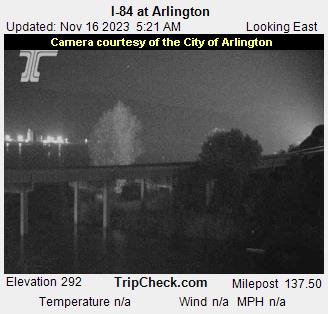 I-84 at Arlington
Updated: Nov 16 2023 5:21 AM Looking East
Camera courtesy of the City of Arlington
Elevation 292 TripCheck.com Milepost 137.50
Temperature n/a Wind n/a MPH n/a